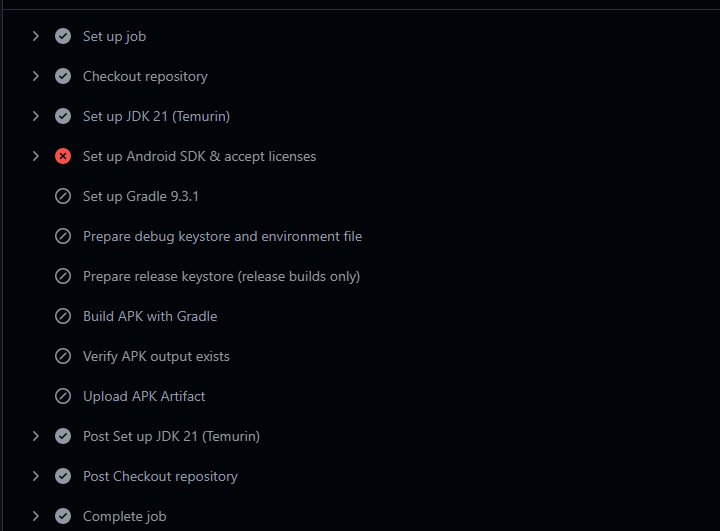 Set up job
Checkout repository
Set up JDK 21 (Temurin)
Set up Android SDK & accept licenses
Set up Gradle 9.3.1
Prepare debug keystore and environment file
Prepare release keystore (release builds only)
Build APK with Gradle
Verify APK output exists
Upload APK Artifact
Post Set up JDK 21 (Temurin)
Post Checkout repository
Complete job